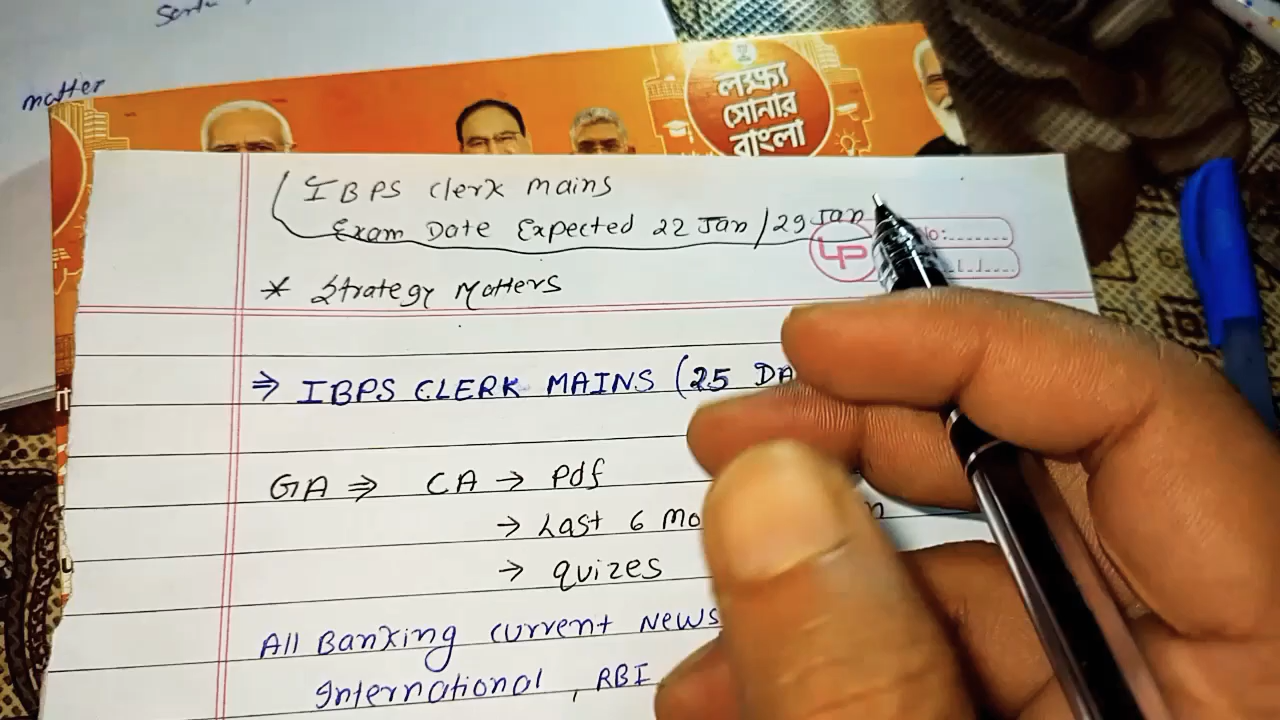 matter
লক্ষ্য
সোনার
বাংলা
IBPS Clerk Mains
Exam Date Expected 22 Jan/29 Jan
LP No:
* Strategy Matters
⇒ IBPS CLERK MAINS (25 DA
GA ⇒ CA → Pdf
→ Last 6 Mo
→ quizes
All Banking current News
International, RBI